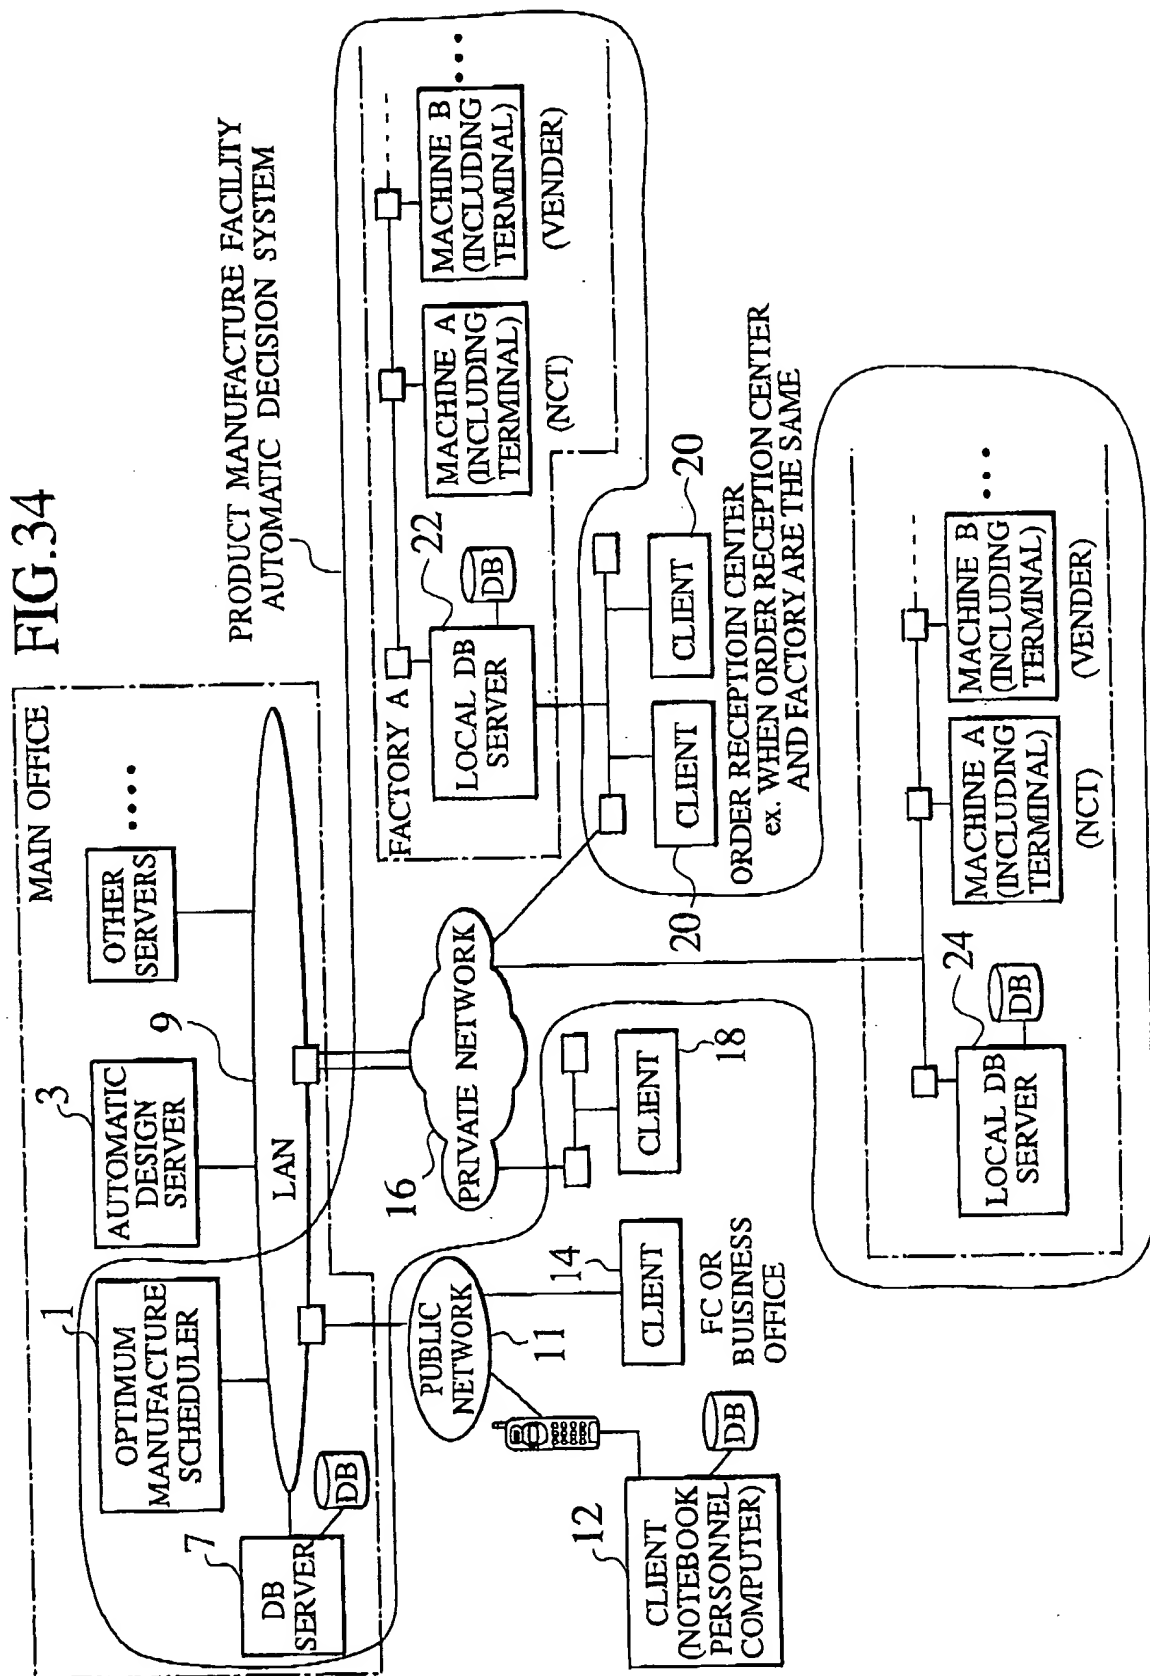 FIG.34
PRODUCT MANUFACTURE FACILITY
AUTOMATIC DECISION SYSTEM
MAIN OFFICE
1
OPTIMUM
MANUFACTURE
SCHEDULER
3
AUTOMATIC
DESIGN
SERVER
OTHER
SERVERS
9
LAN
7
DB
SERVER
DB
PUBLIC
NETWORK
11
16
PRIVATE NETWORK
12
CLIENT
(NOTEBOOK
PERSONNEL
COMPUTER)
DB
14
CLIENT
FC OR
BUISINESS
OFFICE
18
CLIENT
FACTORY A
22
LOCAL DB
SERVER
DB
MACHINE A
(INCLUDING
TERMINAL)
(NCT)
MACHINE B
(INCLUDING
TERMINAL)
(VENDER)
20
CLIENT
CLIENT
20
ORDER RECEPTIOIN CENTER
ex. WHEN ORDER RECEPTION CENTER
AND FACTORY ARE THE SAME
24
LOCAL DB
SERVER
DB
MACHINE A
(INCLUDING
TERMINAL)
(NCT)
MACHINE B
(INCLUDING
TERMINAL)
(VENDER)